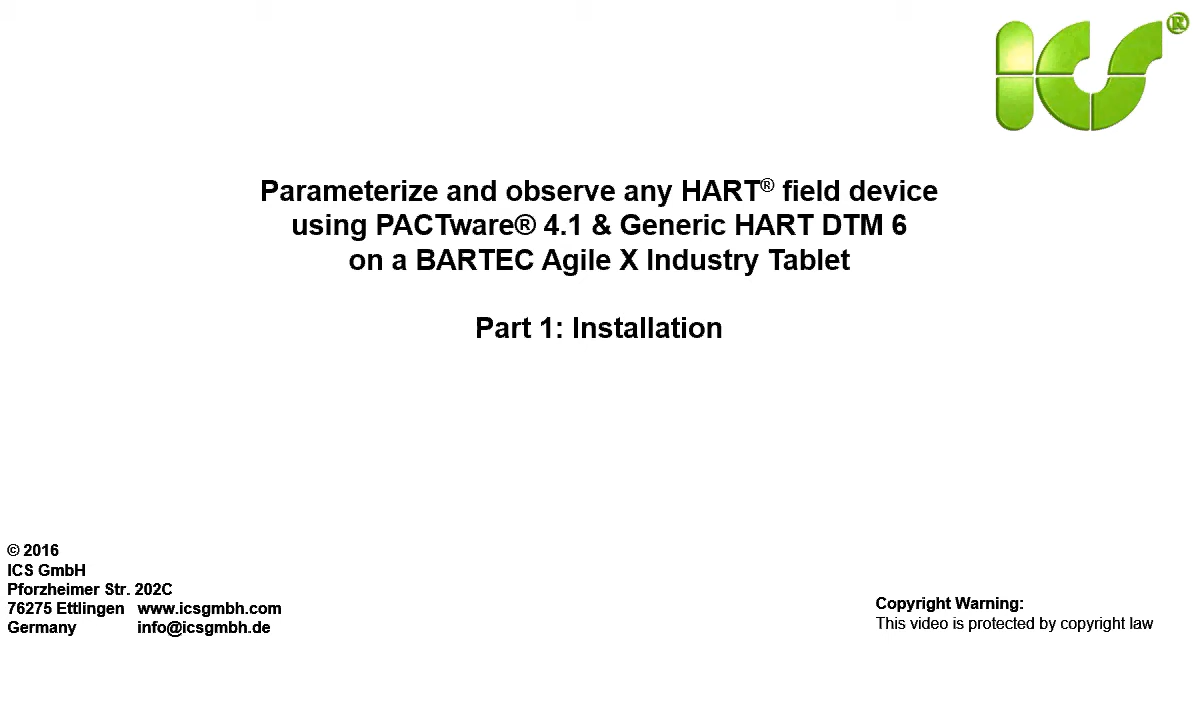 ICS®
Parameterize and observe any HART® field device
using PACTware® 4.1 & Generic HART DTM 6
on a BARTEC Agile X Industry Tablet
Part 1: Installation
© 2016
ICS GmbH
Pforzheimer Str. 202C
76275 Ettlingen www.icsgmbh.com
Germany info@icsgmbh.de
Copyright Warning:
This video is protected by copyright law